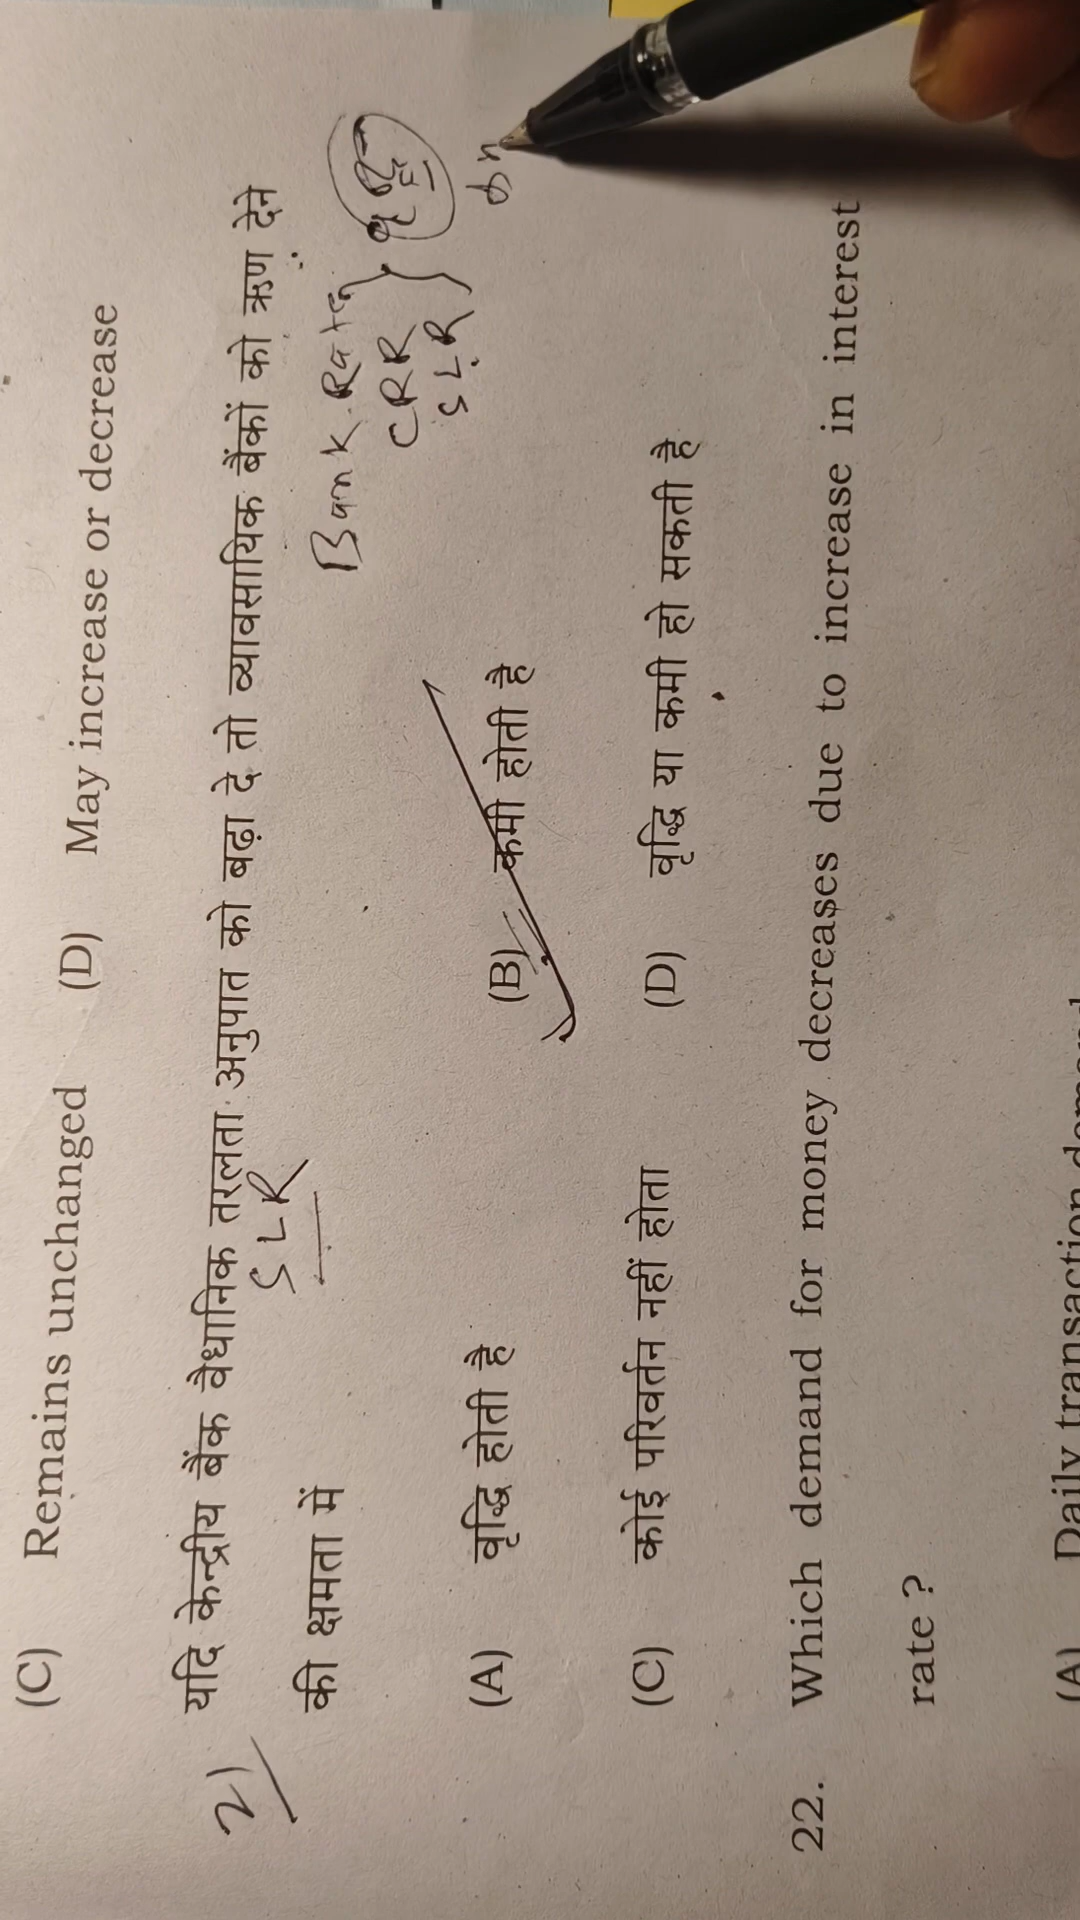 (C) Remains unchanged (D) May increase or decrease
21
यदि केन्द्रीय बैंक वैधानिक तरलता अनुपात को बढ़ा दे तो व्यावसायिक बैंकों को ऋण देने
SLR
की क्षमता में
Bank Rate
CRR
SLR
(A) वृद्धि होती है (B) कमी होती है
(C) कोई परिवर्तन नहीं होता (D) वृद्धि या कमी हो सकती है
22. Which demand for money decreases due to increase in interest
rate ?
(A) Daily transaction